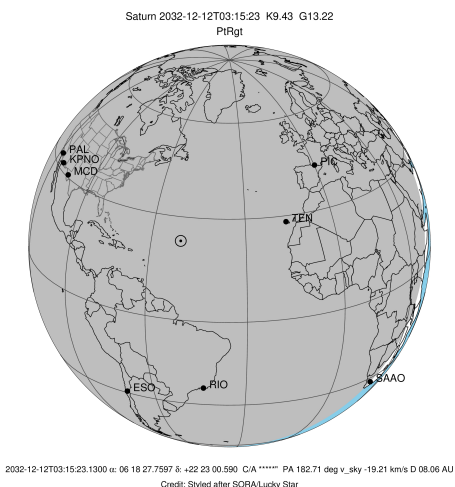 Saturn 2032-12-12T03:15:23 K9.43 G13.22
PtRgt
PAL
KPNO
MCD
PIC
TEN
ESO
RIO
SAAO
2032-12-12T03:15:23.1300 α: 06 18 27.7597 δ: +22 23 00.590 C/A *****" PA 182.71 deg v_sky -19.21 km/s D 08.06 AU
Credit: Styled after SORA/Lucky Star